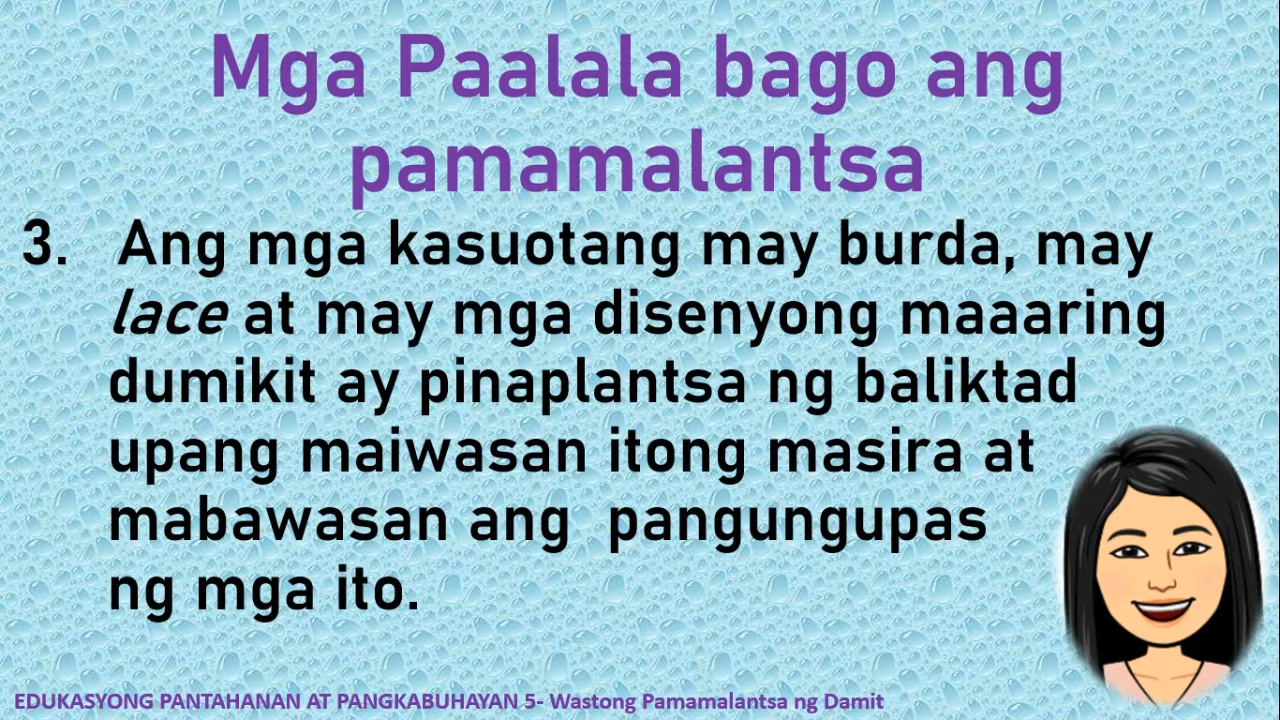 Mga Paalala bago ang
pamamalantsa
3. Ang mga kasuotang may burda, may
lace at may mga disenyong maaaring
dumikit ay pinaplantsa ng baliktad
upang maiwasan itong masira at
mabawasan ang pangungupas
ng mga ito.
EDUKASYONG PANTAHANAN AT PANGKABUHAYAN 5- Wastong Pamamalantsa ng Damit